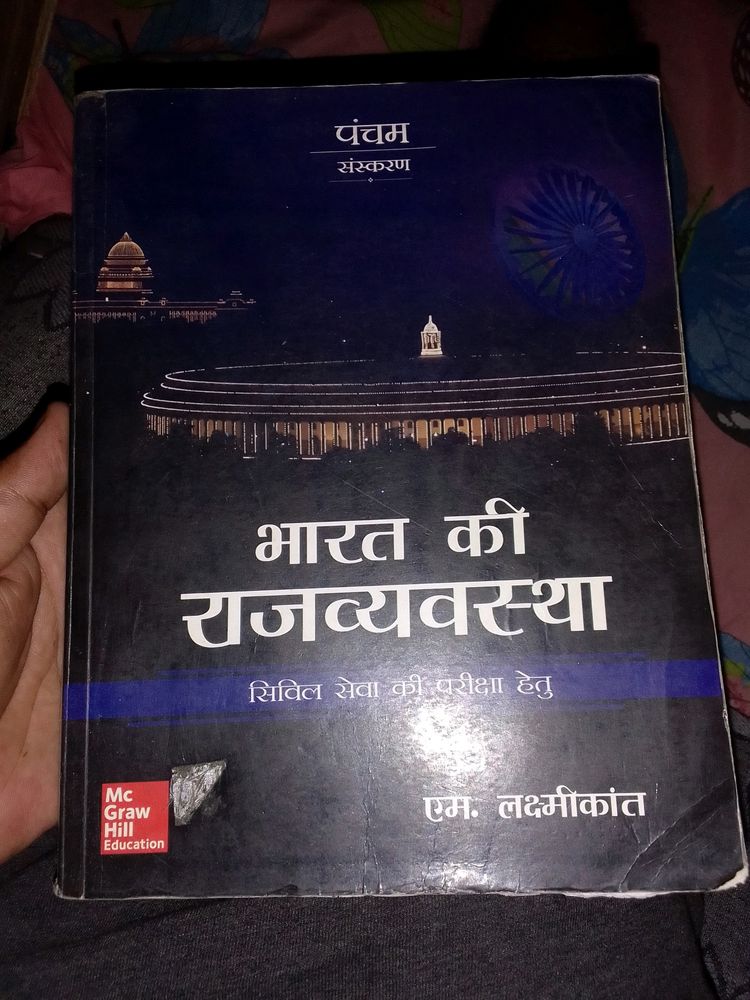 पंचम
संस्करण
भारत की
राजव्यवस्था
सिविल सेवा की परीक्षा हेतु
एम. लक्ष्मीकांत
Mc
Graw
Hill
Education